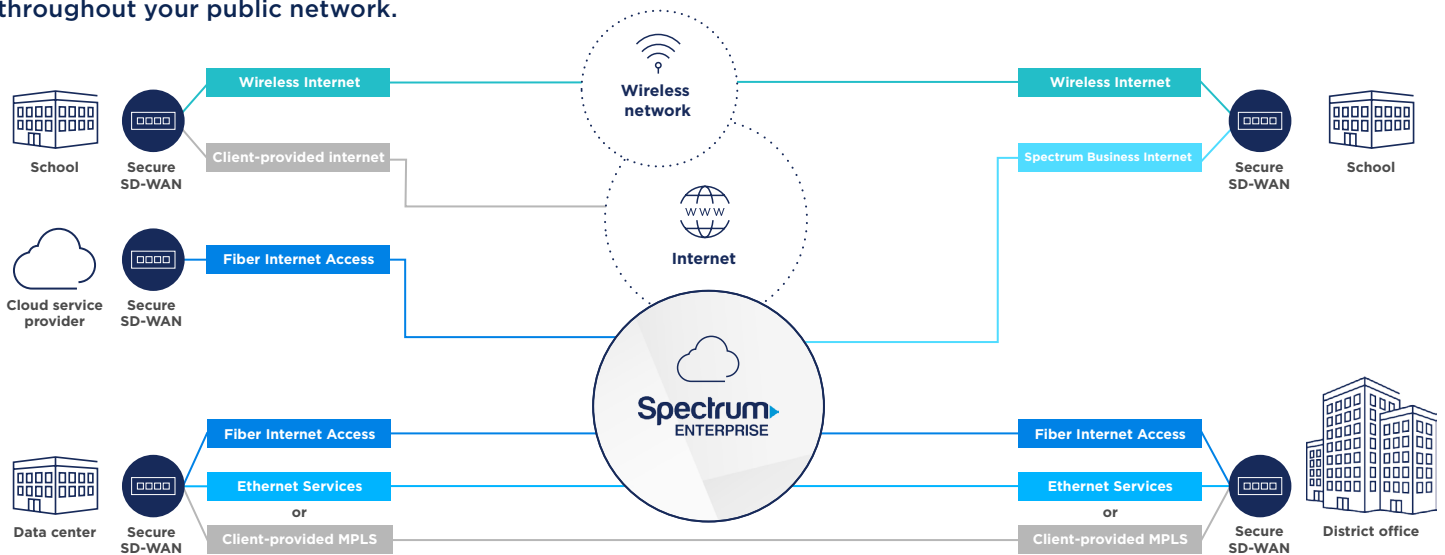 throughout your public network.
Wireless Internet
Wireless
network
Wireless Internet
School
Secure
SD-WAN
Client-provided internet
Spectrum Business Internet
Secure
SD-WAN
School
WWW
Internet
Cloud service
provider
Secure
SD-WAN
Fiber Internet Access
Spectrum
ENTERPRISE
Data center
Secure
SD-WAN
Fiber Internet Access
Ethernet Services
or
Client-provided MPLS
Fiber Internet Access
Ethernet Services
or
Client-provided MPLS
Secure
SD-WAN
District office